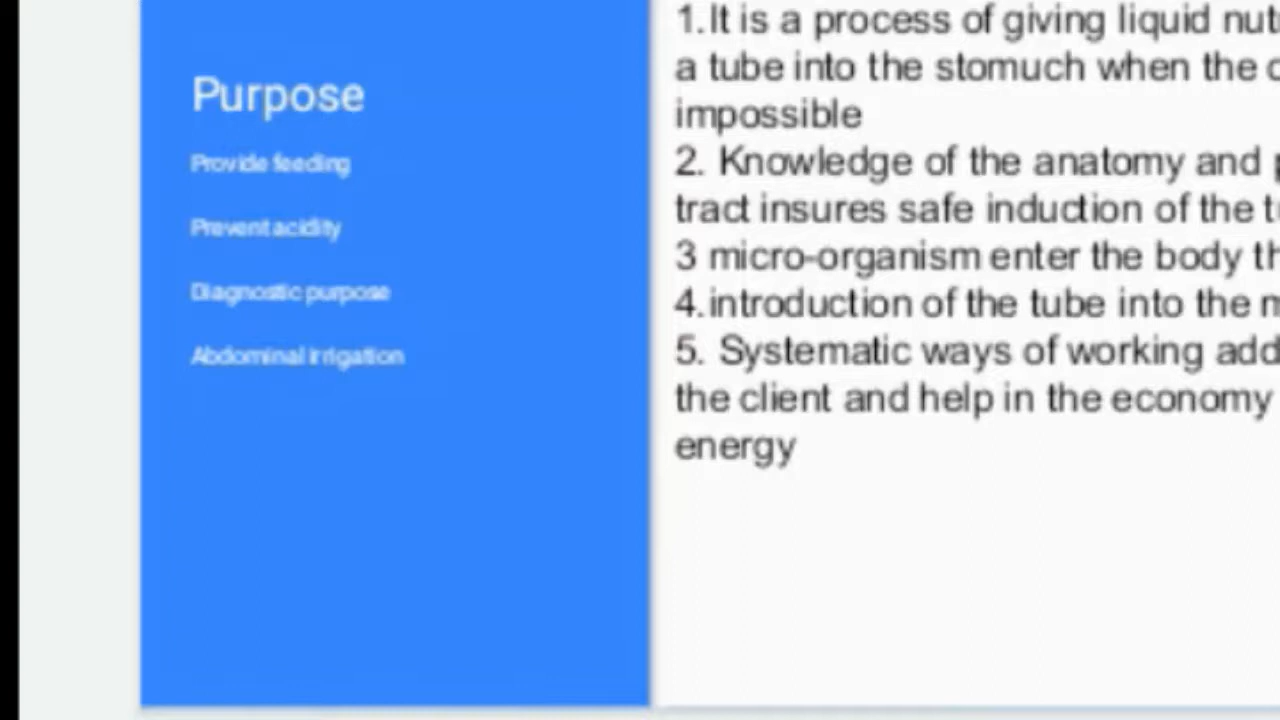 Purpose
Provide feeding
Prevent acidity
Diagnostic purpose
Abdominal irrigation
1.It is a process of giving liquid nut
a tube into the stomuch when the
impossible
2. Knowledge of the anatomy and
tract insures safe induction of the
3 micro-organism enter the body th
4.introduction of the tube into the
5. Systematic ways of working add
the client and help in the economy
energy